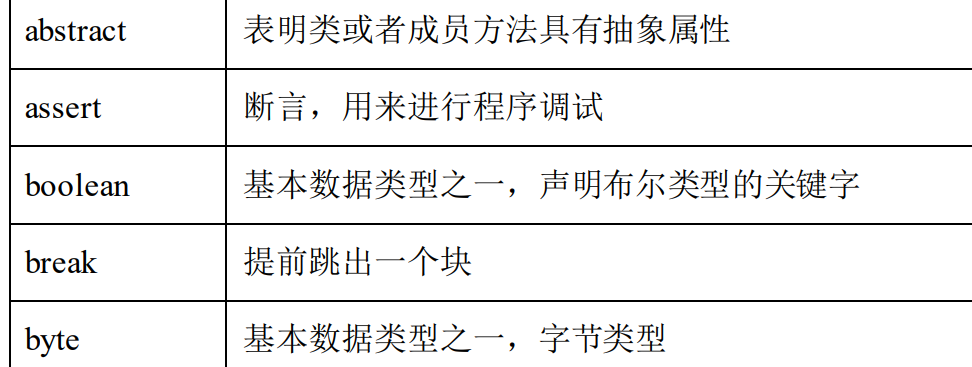 abstract 表明类或者成员方法具有抽象属性
assert 断言，用来进行程序调试
boolean 基本数据类型之一，声明布尔类型的关键字
break 提前跳出一个块
byte 基本数据类型之一，字节类型